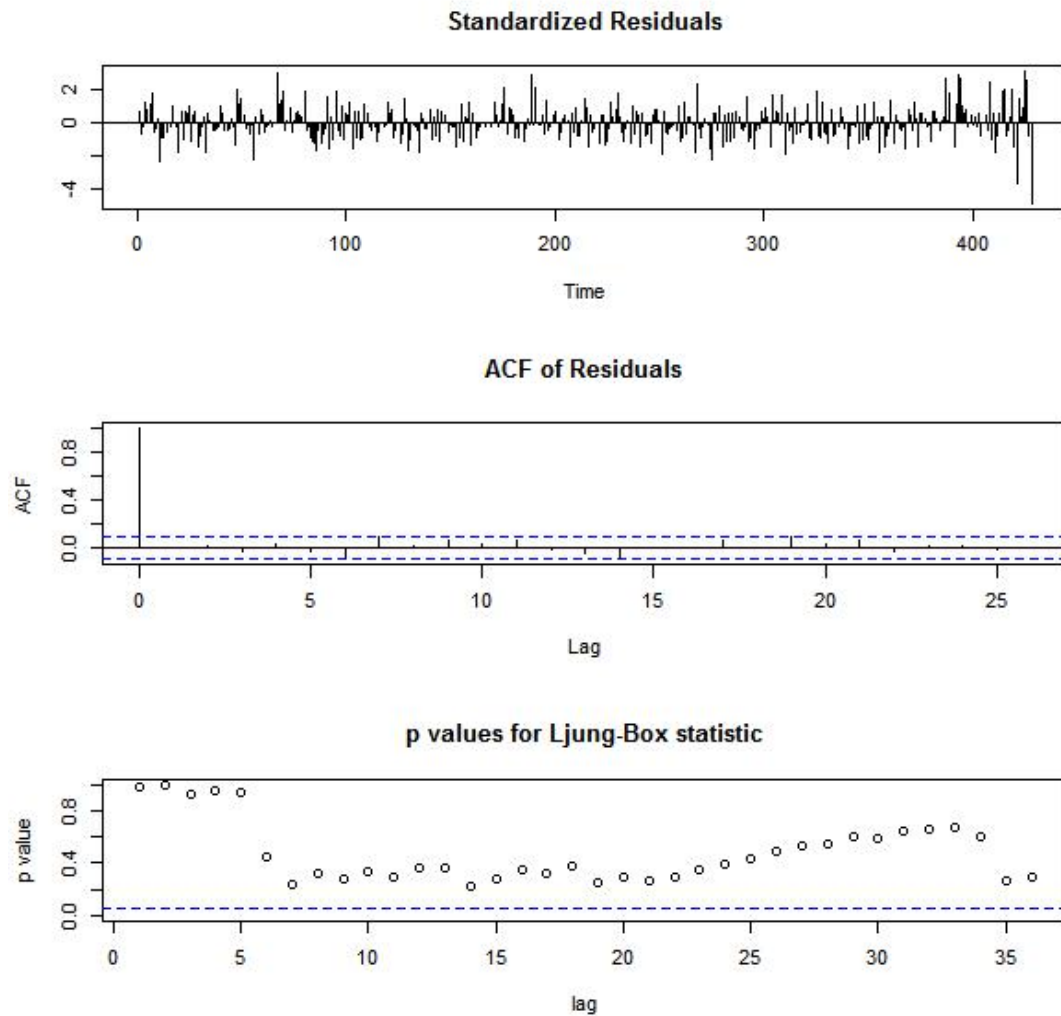 Standardized Residuals
2
0
-4
0 100 200 300 400
Time
ACF of Residuals
ACF
0.8
0.4
0.0
0 5 10 15 20 25
Lag
p values for Ljung-Box statistic
p value
0.8
0.4
0.0
0 5 10 15 20 25 30 35
lag